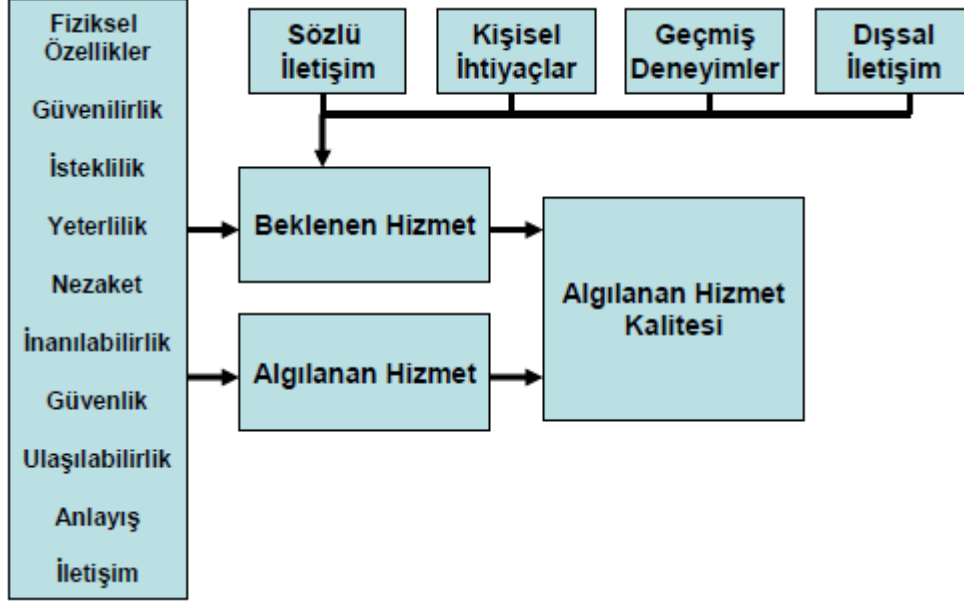 Fiziksel
Özellikler
Güvenilirlik
İsteklilik
Yeterlilik
Nezaket
İnanılabilirlik
Güvenlik
Ulaşılabilirlik
Anlayış
İletişim
Sözlü
İletişim
Kişisel
İhtiyaçlar
Geçmiş
Deneyimler
Dışsal
İletişim
Beklenen Hizmet
Algılanan Hizmet
Algılanan Hizmet
Kalitesi